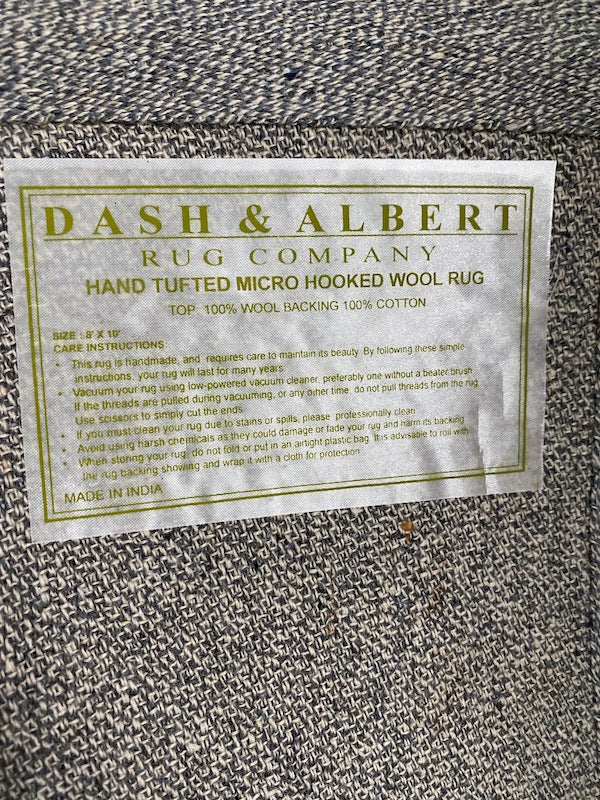 DASH & ALBERT
RUG COMPANY
HAND TUFTED MICRO HOOKED WOOL RUG
TOP 100% WOOL BACKING 100% COTTON
SIZE : 8' X 10'
CARE INSTRUCTIONS:
• This rug is handmade, and requires care to maintain its beauty. By following these simple
instructions, your rug will last for many years
• Vacuum your rug using low-powered vacuum cleaner, preferably one without a beater brush.
If the threads are pulled during vacuuming, or any other time, do not pull threads from the rug.
Use scissors to simply cut the ends
• If you must clean your rug due to stains or spills, please professionally clean
• Avoid using harsh chemicals as they could damage or fade your rug and harm its backing
• When storing your rug, do not fold or put in an airtight plastic bag. It is advisable to roll with
the rug backing showing and wrap it with a cloth for protection
MADE IN INDIA